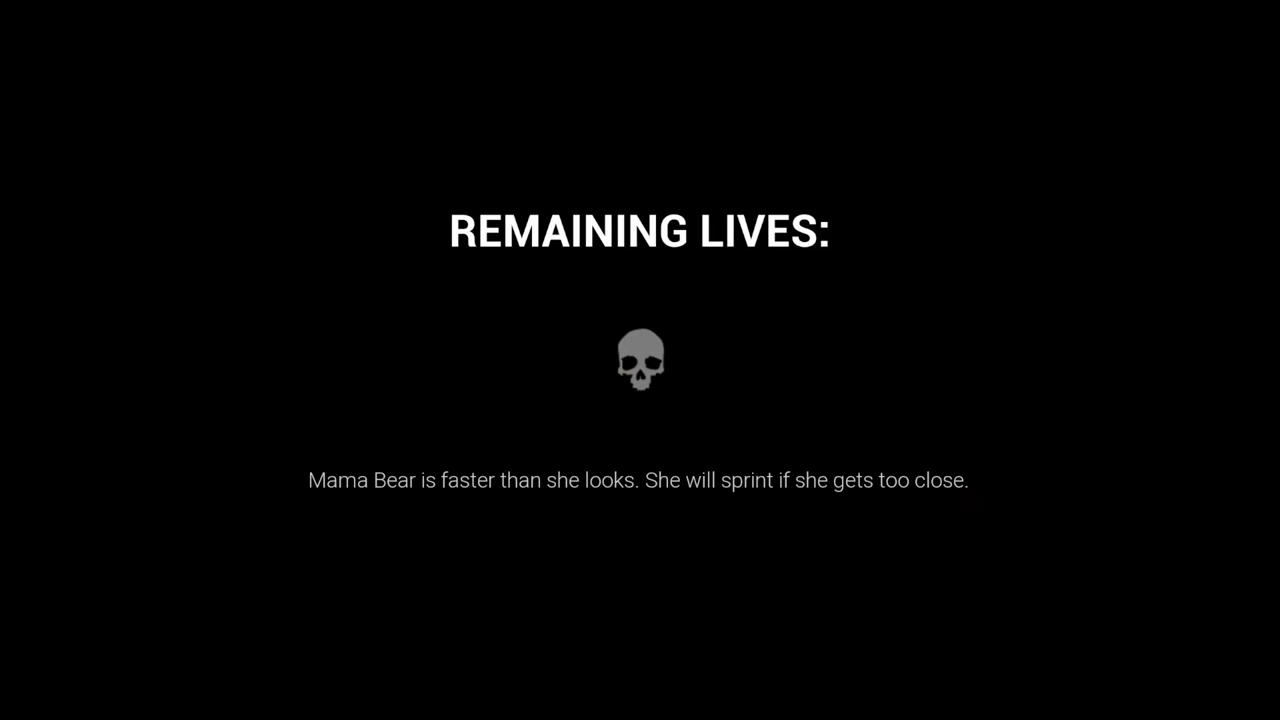 REMAINING LIVES:
Mama Bear is faster than she looks. She will sprint if she gets too close.